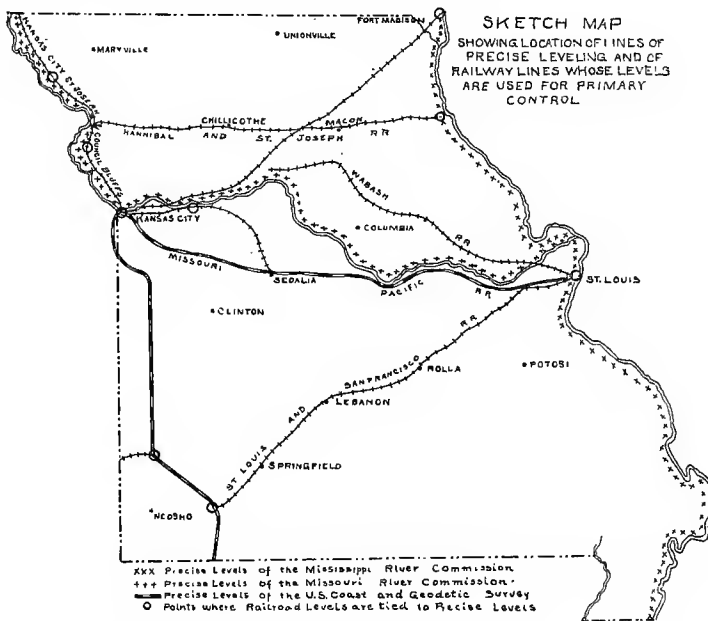 SKETCH MAP
SHOWING LOCATION OF LINES OF
PRECISE LEVELING AND OF
RAILWAY LINES WHOSE LEVELS
ARE USED FOR PRIMARY
CONTROL
FORT MADISON
UNIONVILLE
MARYVILLE
KANSAS CITY ST JOSEPH
COUNCIL BLUFFS
CHILLICOTHE MACON
HANNIBAL AND ST. JOSEPH RR
WABASH RR
KANSAS CITY
COLUMBIA
MISSOURI PACIFIC RR
SEDALIA
ST. LOUIS
CLINTON
ST LOUIS AND SANFRANCISCO RR
ROLLA
POTOSI
LEBANON
SPRINGFIELD
NEOSHO
XXX Precise Levels of the Mississippi River Commission
+++ Precise Levels of the Missouri River Commission.
Precise Levels of the U.S. Coast and Geodetic Survey
O Points where Railroad Levels are tied to Recise Levels